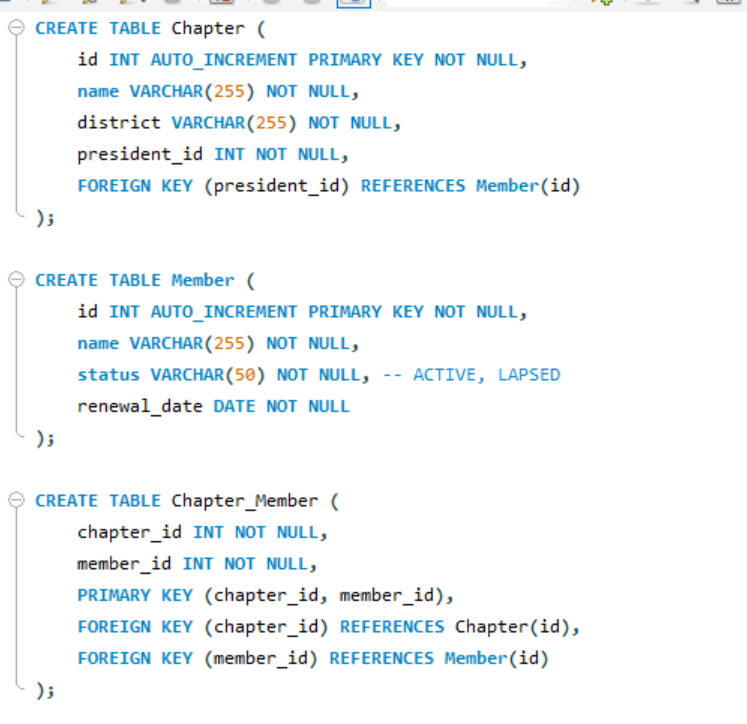 CREATE TABLE Chapter (
    id INT AUTO_INCREMENT PRIMARY KEY NOT NULL,
    name VARCHAR(255) NOT NULL,
    district VARCHAR(255) NOT NULL,
    president_id INT NOT NULL,
    FOREIGN KEY (president_id) REFERENCES Member(id)
);
CREATE TABLE Member (
    id INT AUTO_INCREMENT PRIMARY KEY NOT NULL,
    name VARCHAR(255) NOT NULL,
    status VARCHAR(50) NOT NULL, -- ACTIVE, LAPSED
    renewal_date DATE NOT NULL
);
CREATE TABLE Chapter_Member (
    chapter_id INT NOT NULL,
    member_id INT NOT NULL,
    PRIMARY KEY (chapter_id, member_id),
    FOREIGN KEY (chapter_id) REFERENCES Chapter(id),
    FOREIGN KEY (member_id) REFERENCES Member(id)
);